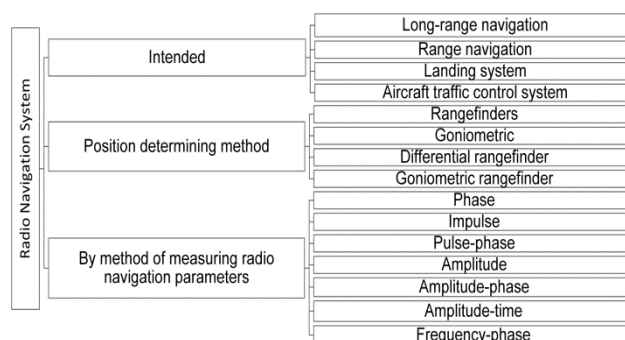 Radio Navigation System
Intended
Long-range navigation
Range navigation
Landing system
Aircraft traffic control system
Position determining method
Rangefinders
Goniometric
Differential rangefinder
Goniometric rangefinder
By method of measuring radio
navigation parameters
Phase
Impulse
Pulse-phase
Amplitude
Amplitude-phase
Amplitude-time
Frequency-phase